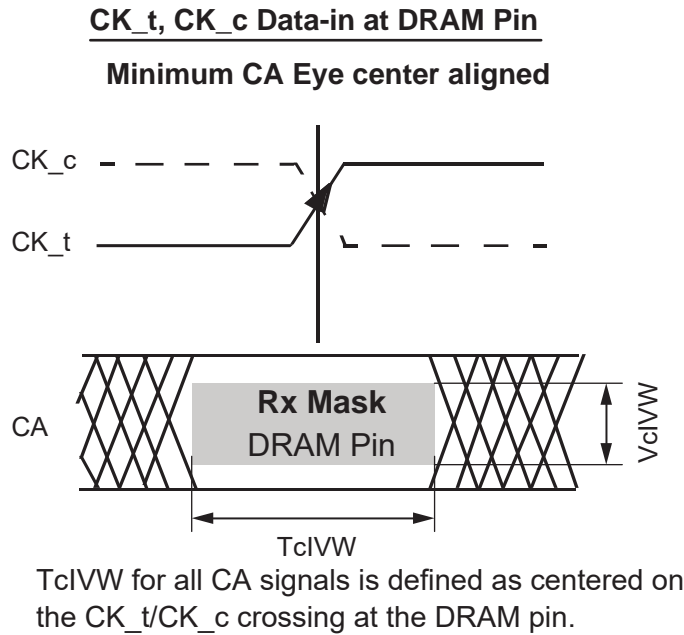 CK_t, CK_c Data-in at DRAM Pin
Minimum CA Eye center aligned
CK_c
CK_t
CA
Rx Mask
DRAM Pin
VcIVW
TcIVW
TcIVW for all CA signals is defined as centered on
the CK_t/CK_c crossing at the DRAM pin.